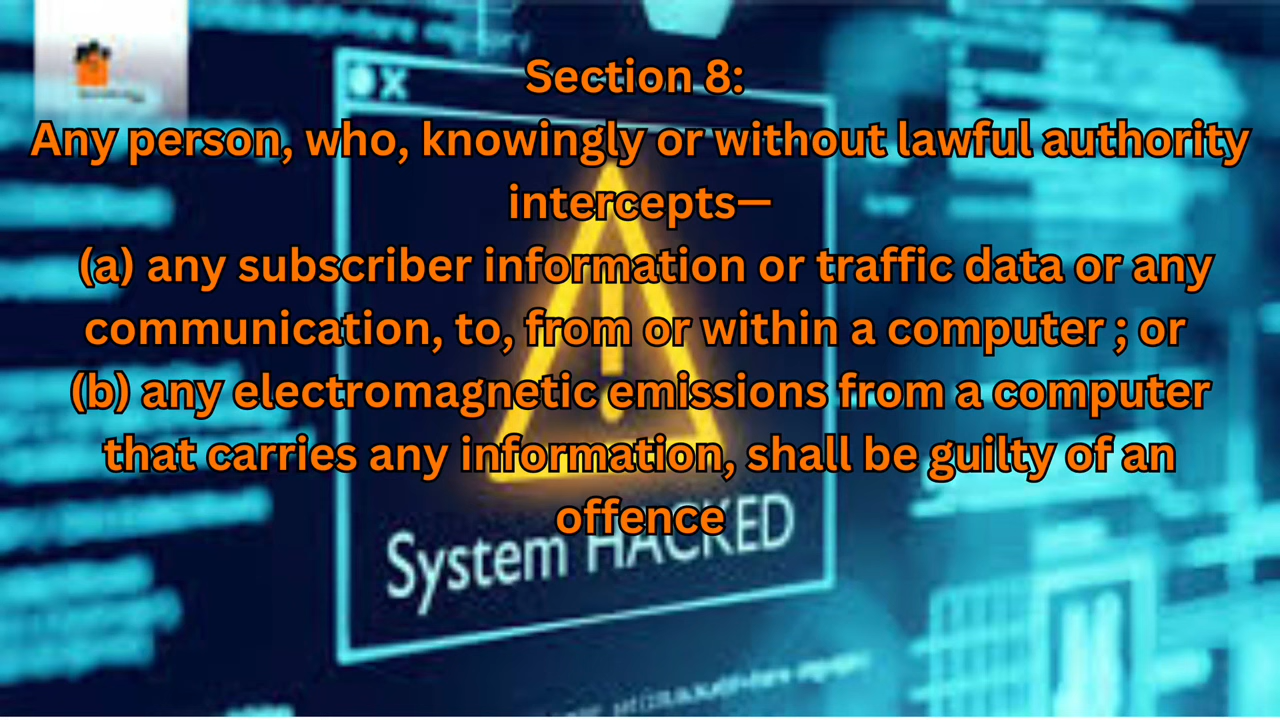 Section 8:
Any person, who, knowingly or without lawful authority
intercepts—
(a) any subscriber information or traffic data or any
communication, to, from or within a computer ; or
(b) any electromagnetic emissions from a computer
that carries any information, shall be guilty of an
offence
System HACKED